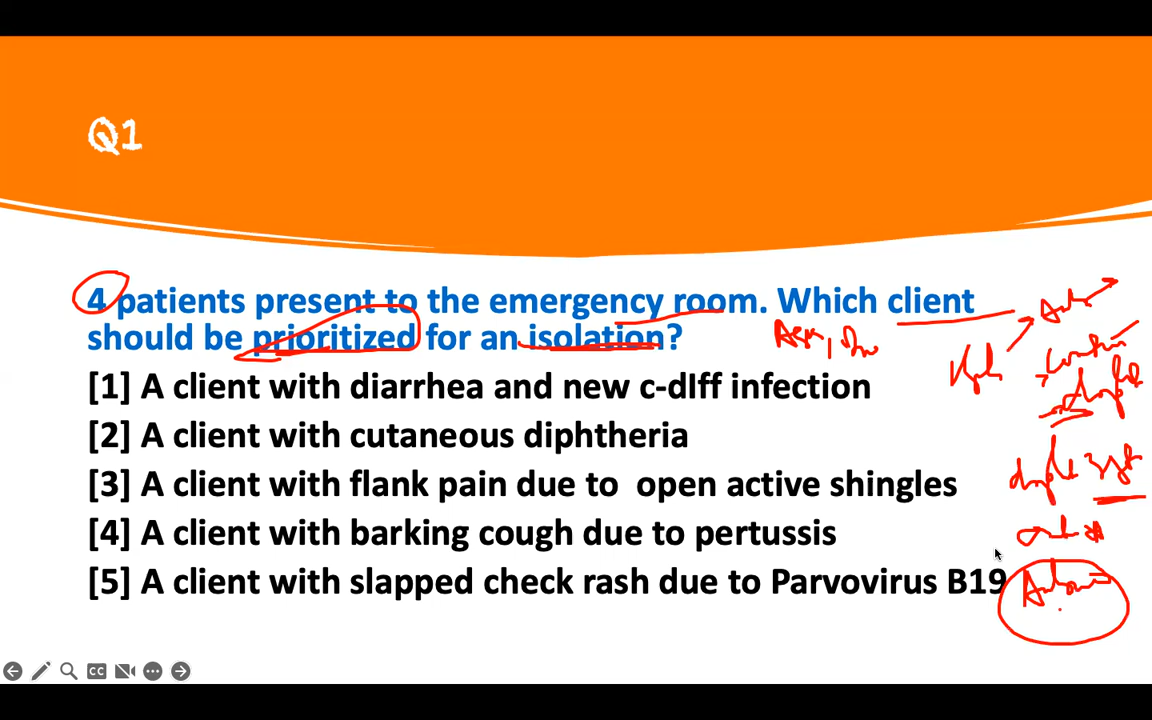 Q1
4 patients present to the emergency room. Which client
should be prioritized for an isolation?
[1] A client with diarrhea and new c-dIff infection
[2] A client with cutaneous diphtheria
[3] A client with flank pain due to open active shingles
[4] A client with barking cough due to pertussis
[5] A client with slapped check rash due to Parvovirus B19
CC